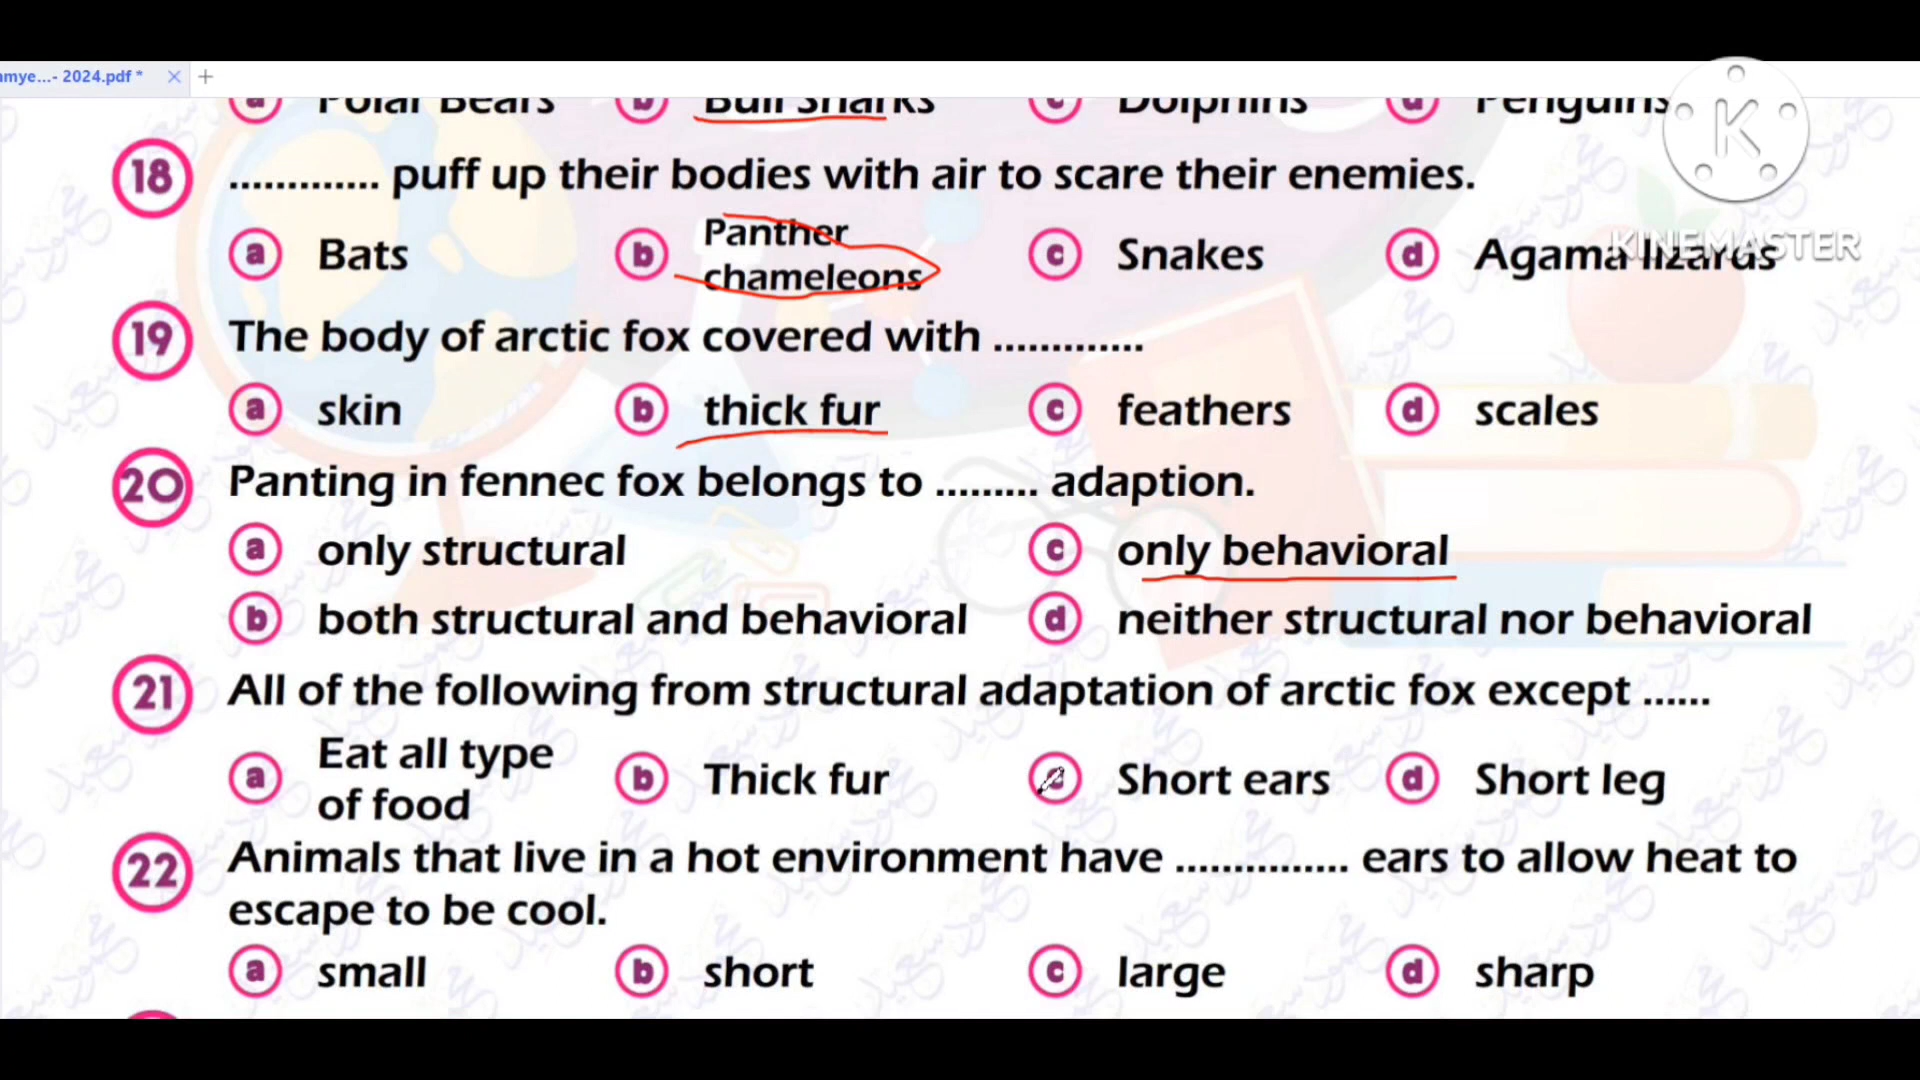 amye...- 2024.pdf *
a Polar Bears b Bull Sharks c Dolphins d Penguins
18 ............. puff up their bodies with air to scare their enemies.
a Bats b Panther chameleons c Snakes d Agama lizards
KINEMASTER
19 The body of arctic fox covered with .............
a skin b thick fur c feathers d scales
20 Panting in fennec fox belongs to ......... adaption.
a only structural c only behavioral
b both structural and behavioral d neither structural nor behavioral
21 All of the following from structural adaptation of arctic fox except ......
a Eat all type of food b Thick fur c Short ears d Short leg
22 Animals that live in a hot environment have ............... ears to allow heat to
escape to be cool.
a small b short c large d sharp